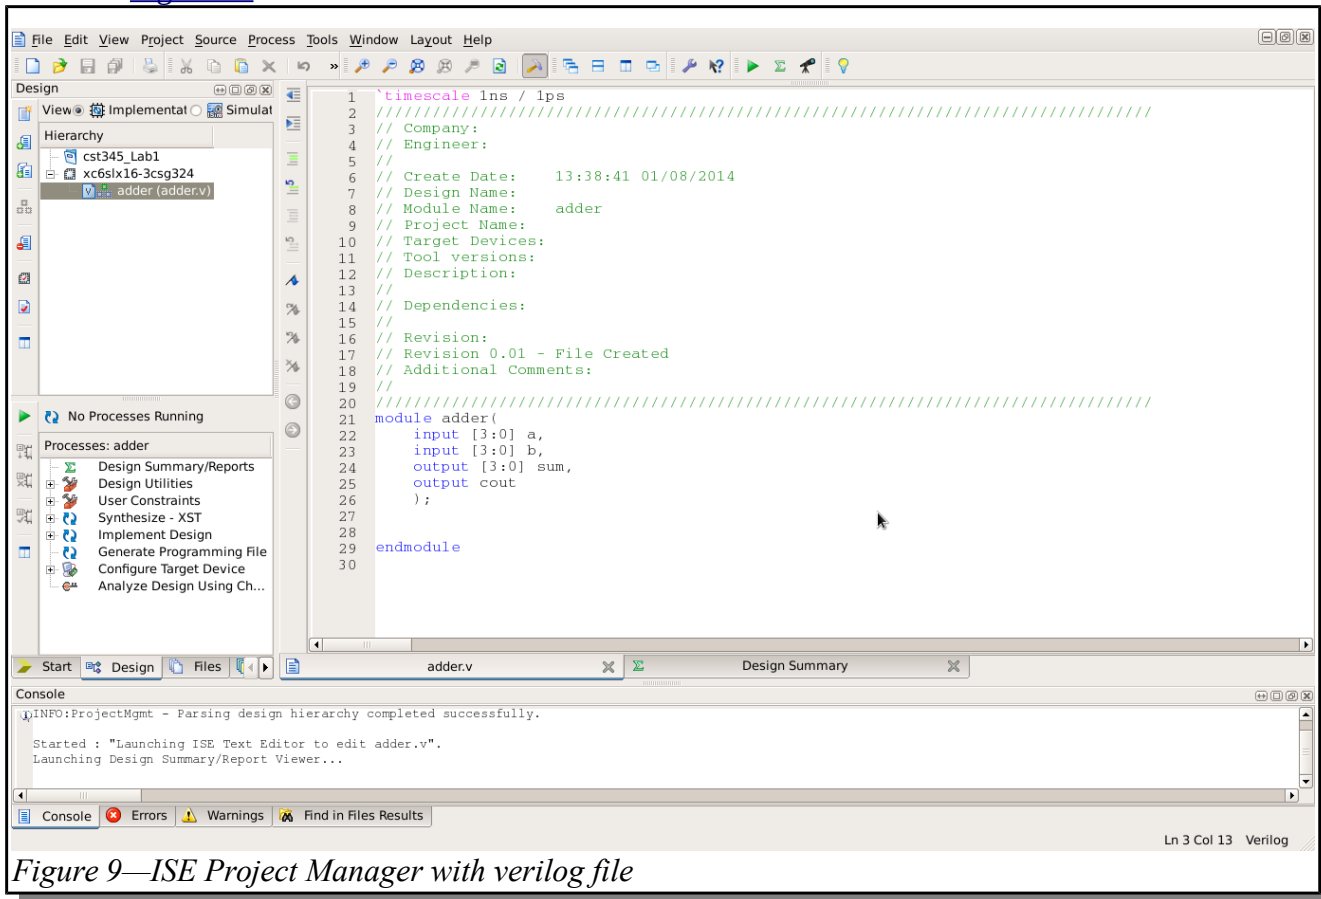 File Edit View Project Source Process Tools Window Layout Help
»
Design
View Implementat Simulat
Hierarchy
cst345_Lab1
xc6slx16-3csg324
adder (adder.v)
No Processes Running
Processes: adder
Design Summary/Reports
Design Utilities
User Constraints
Synthesize - XST
Implement Design
Generate Programming File
Configure Target Device
Analyze Design Using Ch...
Start Design Files
1 `timescale 1ns / 1ps
2 //////////////////////////////////////////////////////////////////////////////////
3 // Company:
4 // Engineer:
5 //
6 // Create Date:    13:38:41 01/08/2014
7 // Design Name:
8 // Module Name:    adder
9 // Project Name:
10 // Target Devices:
11 // Tool versions:
12 // Description:
13 //
14 // Dependencies:
15 //
16 // Revision:
17 // Revision 0.01 - File Created
18 // Additional Comments:
19 //
20 //////////////////////////////////////////////////////////////////////////////////
21 module adder(
22     input [3:0] a,
23     input [3:0] b,
24     output [3:0] sum,
25     output cout
26     );
27
28
29 endmodule
30
adder.v Design Summary
Console
INFO:ProjectMgmt - Parsing design hierarchy completed successfully.
Started : "Launching ISE Text Editor to edit adder.v".
Launching Design Summary/Report Viewer...
Console Errors Warnings Find in Files Results
Ln 3 Col 13 Verilog
Figure 9—ISE Project Manager with verilog file